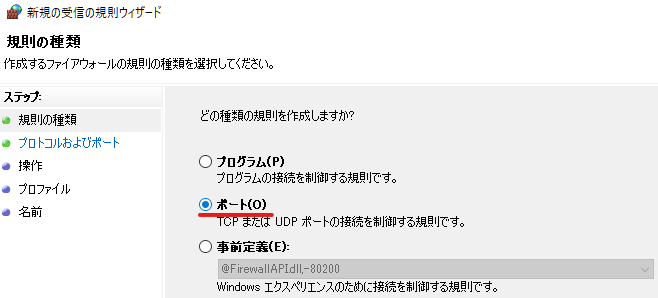 新規の受信の規則ウィザード
規則の種類
作成するファイアウォールの規則の種類を選択してください。
ステップ:
規則の種類
プロトコルおよびポート
操作
プロファイル
名前
どの種類の規則を作成しますか?
プログラム(P)
プログラムの接続を制御する規則です。
ポート(O)
TCP または UDP ポートの接続を制御する規則です。
事前定義(E):
@FirewallAPI.dll,-80200
Windows エクスペリエンスのために接続を制御する規則です。